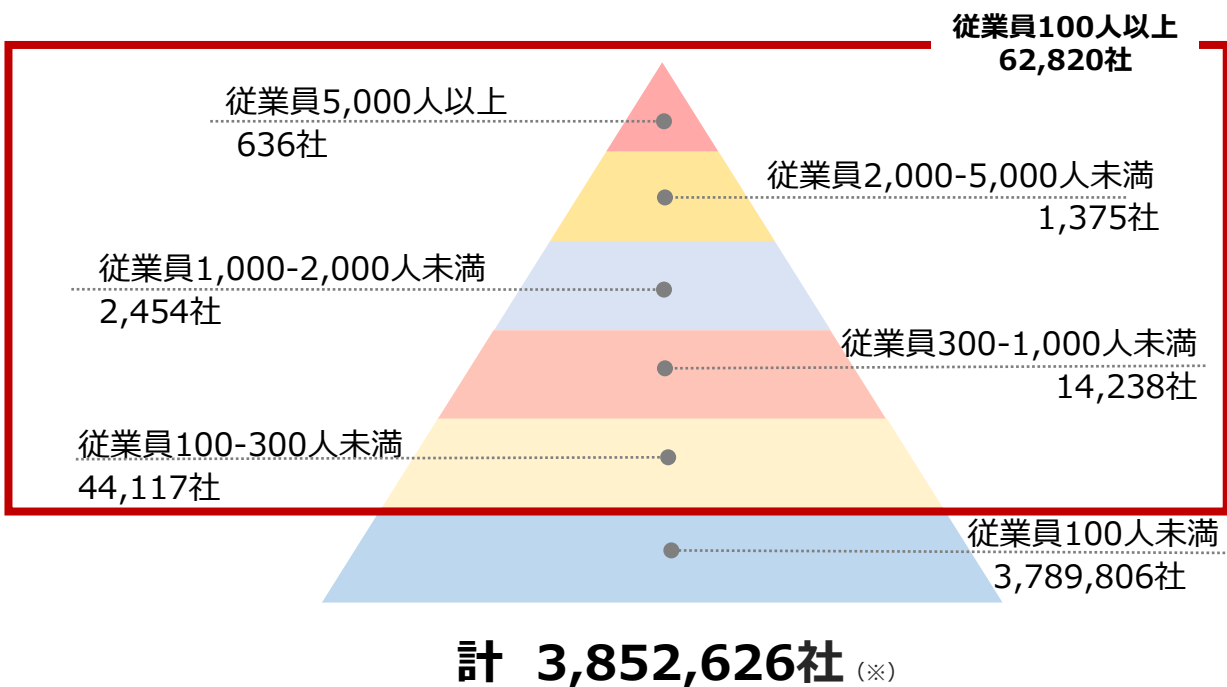 従業員100人以上
62,820社
従業員5,000人以上
636社
従業員2,000-5,000人未満
1,375社
従業員1,000-2,000人未満
2,454社
従業員300-1,000人未満
14,238社
従業員100-300人未満
44,117社
従業員100人未満
3,789,806社
計 3,852,626社（※）